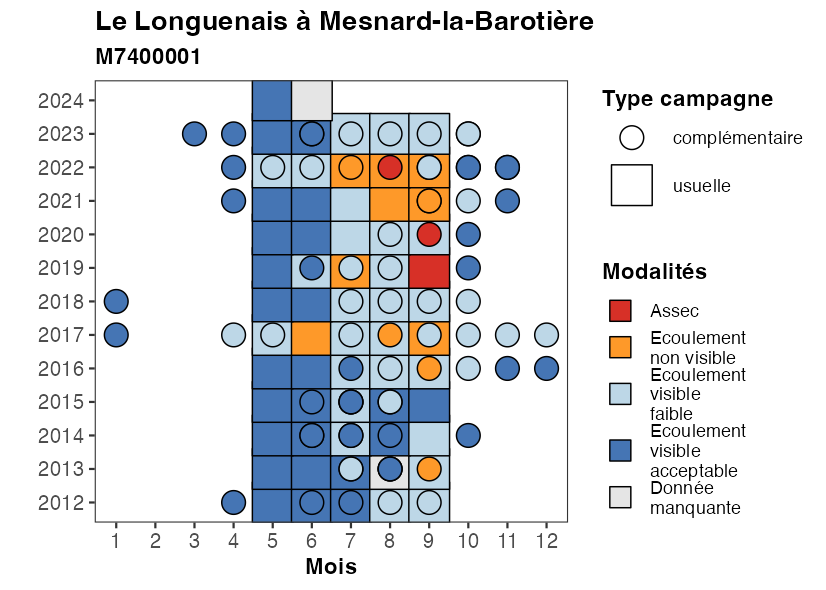 Le Longuenais à Mesnard-la-Barotière
M7400001
2024
2023
2022
2021
2020
2019
2018
2017
2016
2015
2014
2013
2012
1 2 3 4 5 6 7 8 9 10 11 12
Mois
Type campagne
complémentaire
usuelle
Modalités
Assec
Ecoulement
non visible
Ecoulement
visible
faible
Ecoulement
visible
acceptable
Donnée
manquante